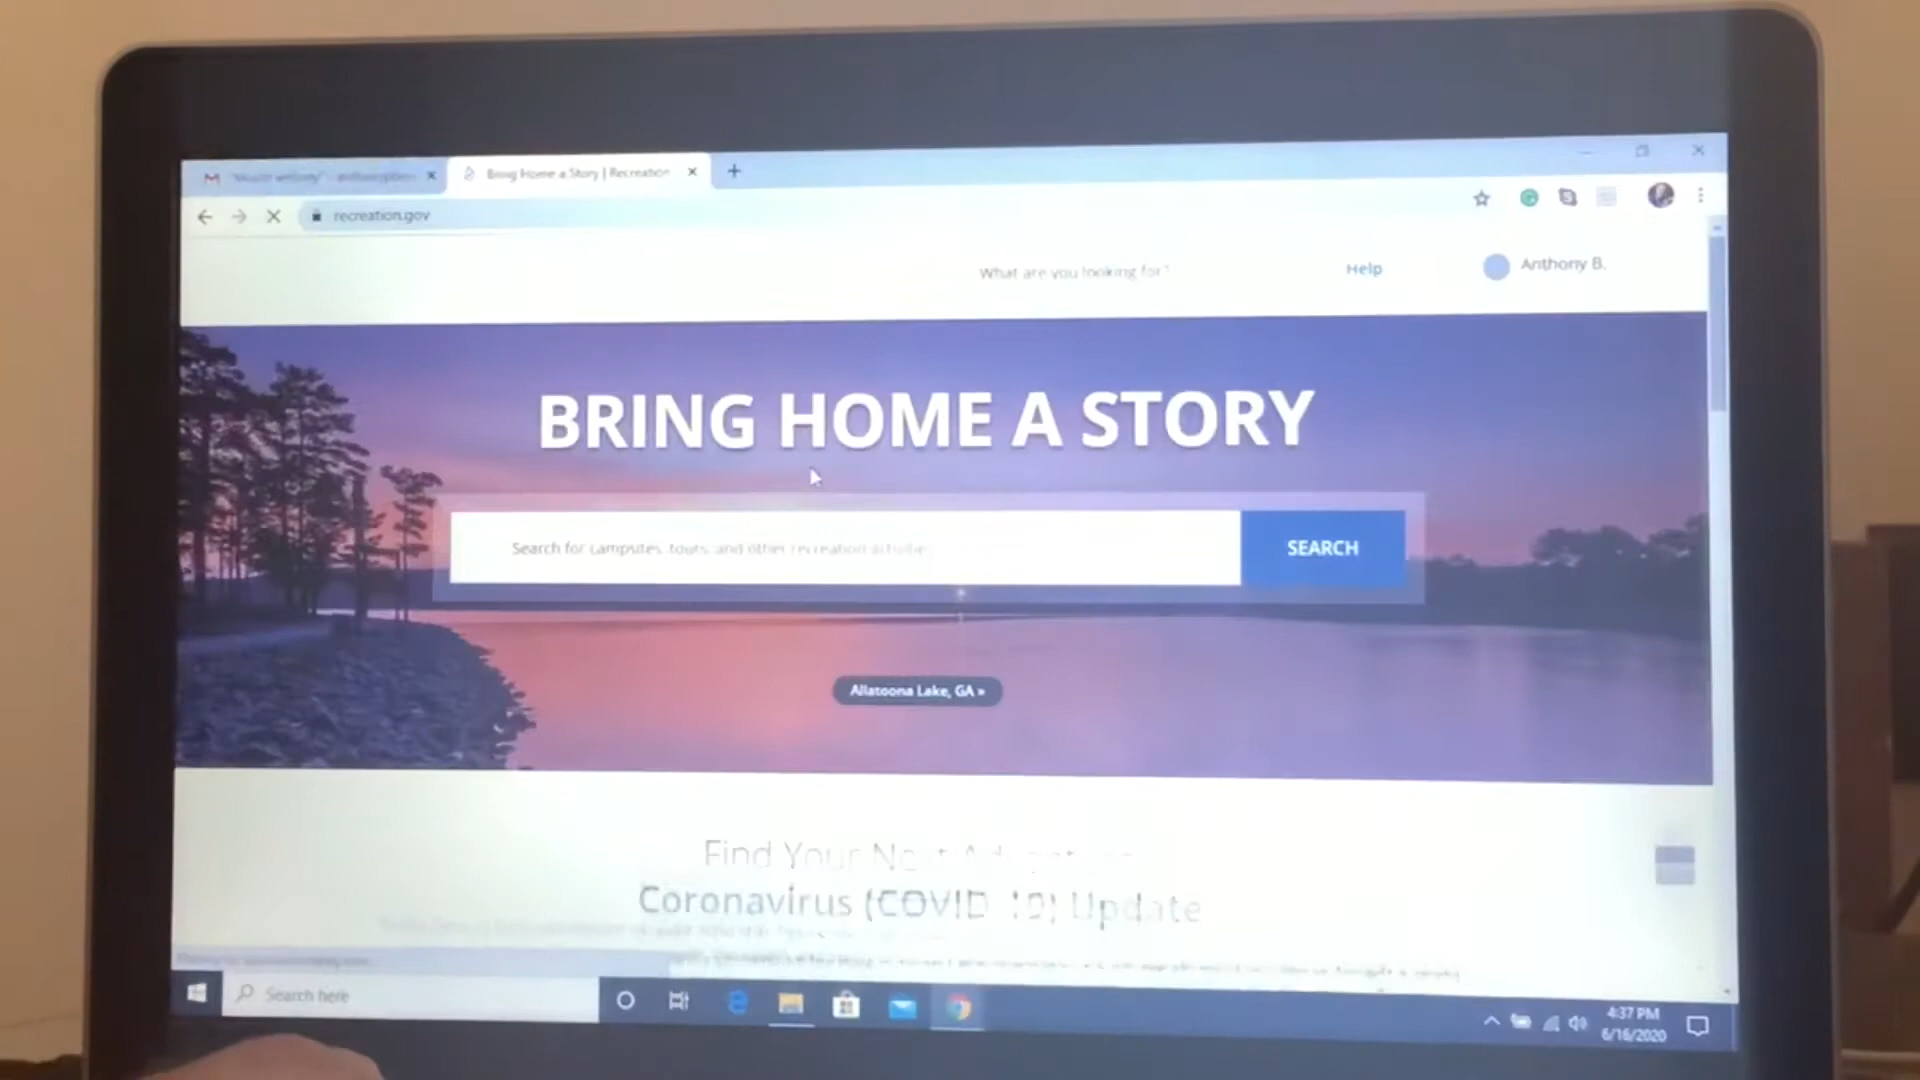 Bring Home a Story | Recreation
recreation.gov
What are you looking for?
Help
Anthony B.
BRING HOME A STORY
Search for campsites, tours and other recreation activities
SEARCH
Allatoona Lake, GA »
Find Your Next
Coronavirus (COVID-19) Update
Search here
4:37 PM
6/16/2020